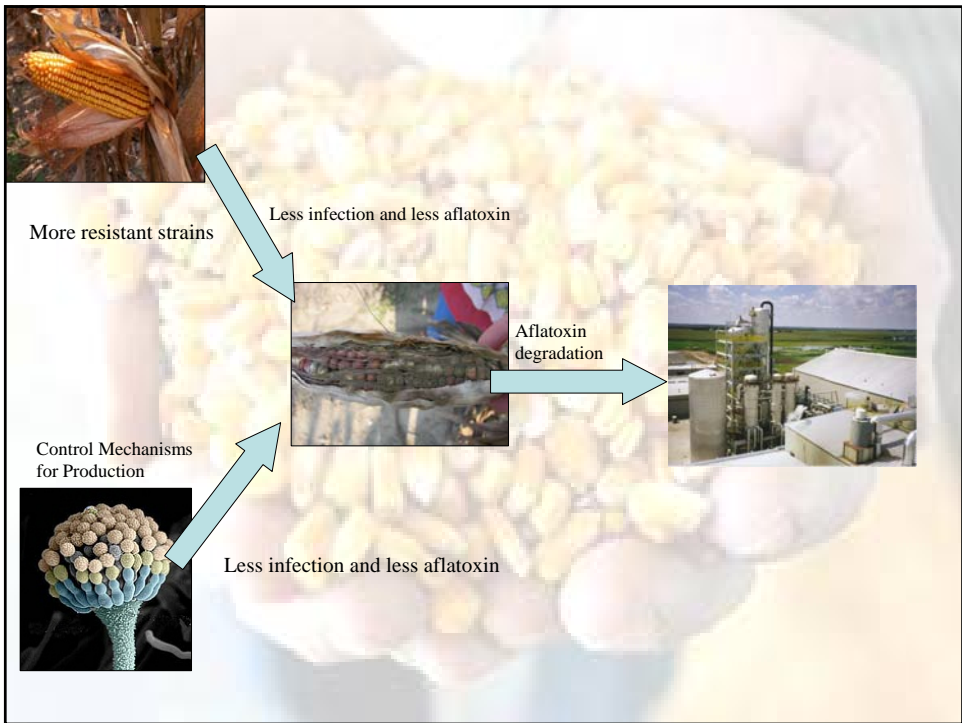 Less infection and less aflatoxin
More resistant strains
Aflatoxin
degradation
Control Mechanisms
for Production
Less infection and less aflatoxin